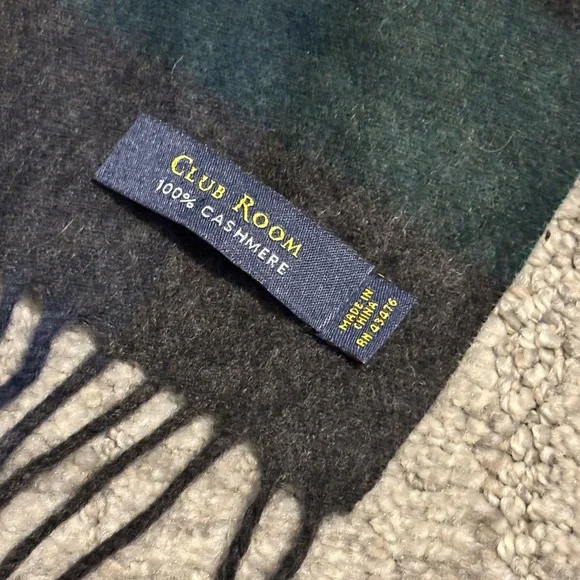 CLUB ROOM
100% CASHMERE
MADE IN
CHINA
RN 43476